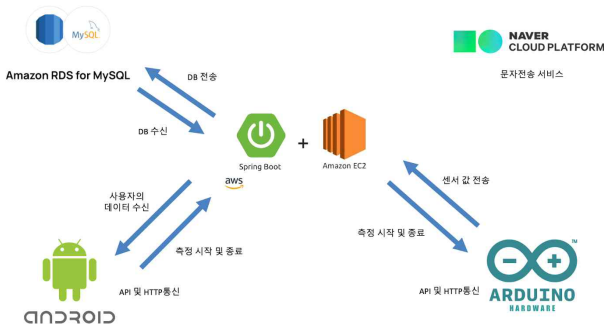 MySQL
Amazon RDS for MySQL
DB 전송
DB 수신
NAVER
CLOUD PLATFORM
문자전송 서비스
Spring Boot
+
Amazon EC2
aws
센서 값 전송
사용자의
데이터 수신
측정 시작 및 종료
측정 시작 및 종료
API 및 HTTP통신
API 및 HTTP통신
ANDROID
TM
ARDUINO
HARDWARE